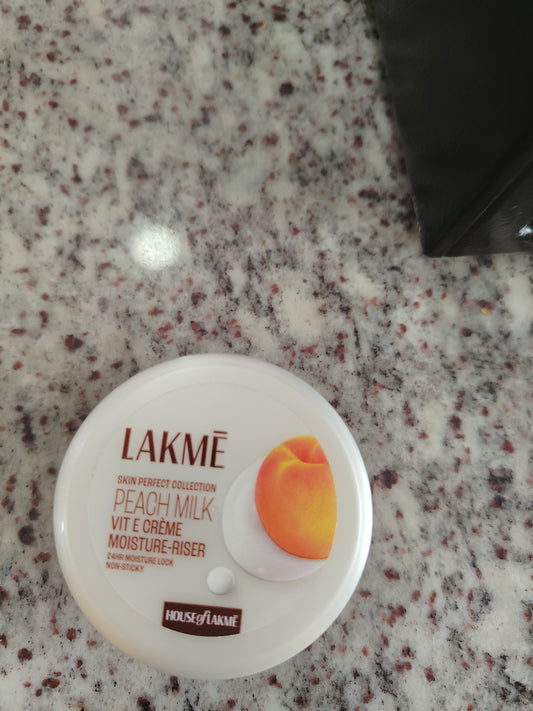 LAKMĒ
SKIN PERFECT COLLECTION
PEACH MILK
VIT E CRÈME
MOISTURE-RISER
24HR MOISTURE LOCK
NON-STICKY
HOUSE of LAKMĒ